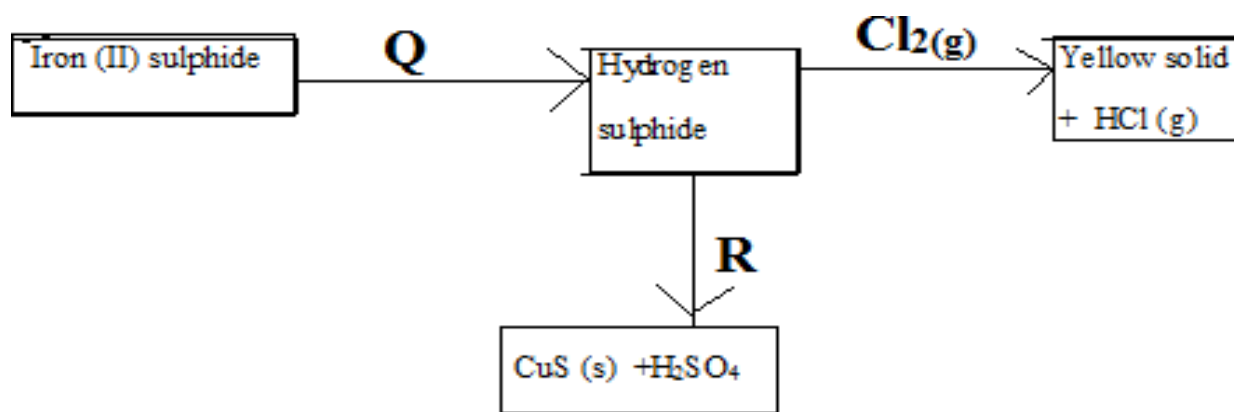 Iron (II) sulphide
Q
Hydrogen
sulphide
Cl₂(g)
Yellow solid
+ HCl (g)
R
CuS (s) +H₂SO₄